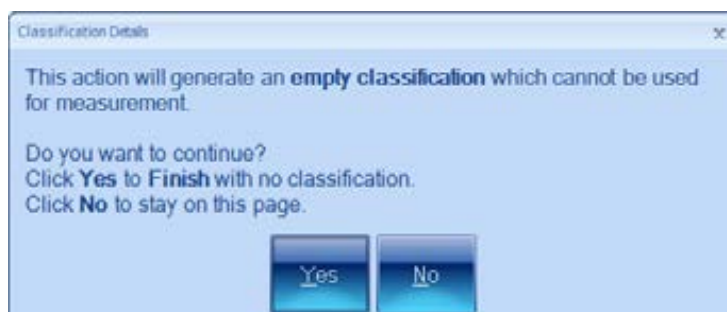 Classification Details
x
This action will generate an empty classification which cannot be used
for measurement.
Do you want to continue?
Click Yes to Finish with no classification.
Click No to stay on this page.
Yes No